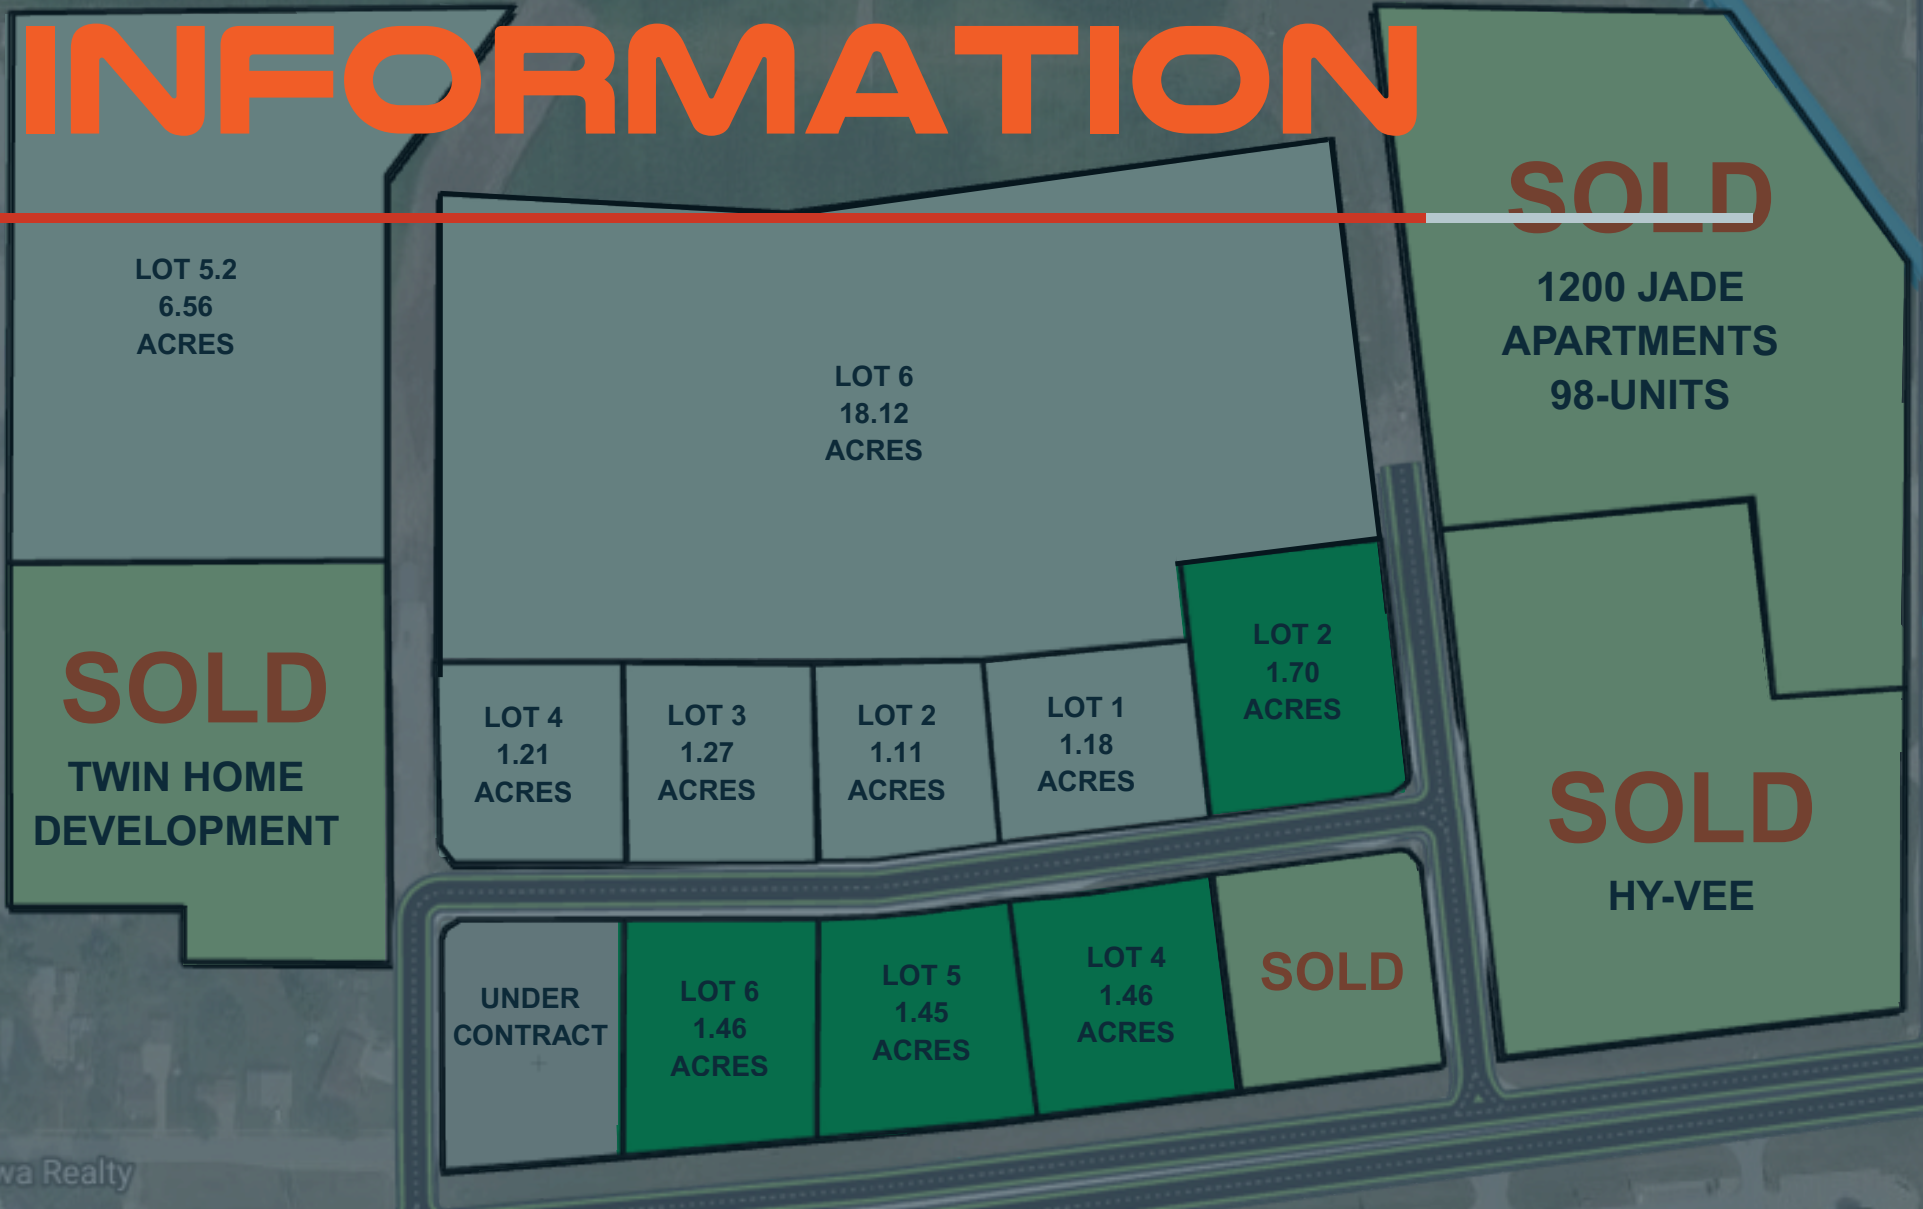 INFORMATION
SOLD
1200 JADE
APARTMENTS
98-UNITS
LOT 5.2
6.56
ACRES
LOT 6
18.12
ACRES
LOT 2
1.70
ACRES
SOLD
TWIN HOME
DEVELOPMENT
LOT 4
1.21
ACRES
LOT 3
1.27
ACRES
LOT 2
1.11
ACRES
LOT 1
1.18
ACRES
SOLD
HY-VEE
UNDER
CONTRACT
LOT 6
1.46
ACRES
LOT 5
1.45
ACRES
LOT 4
1.46
ACRES
SOLD
Realty